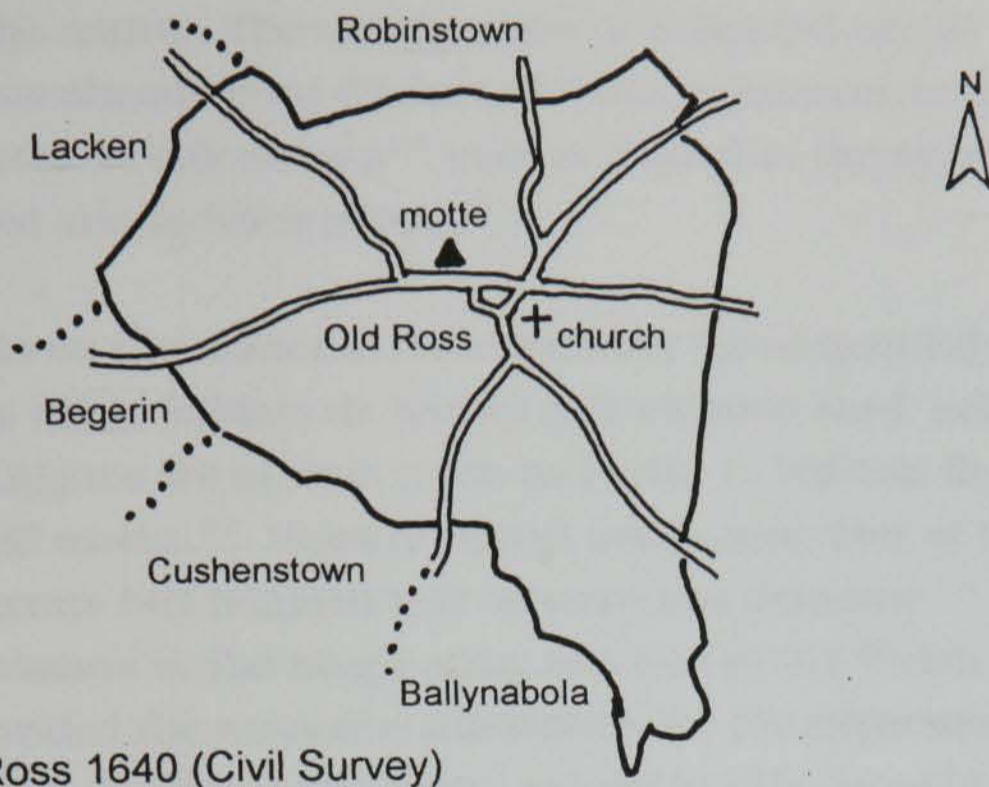 Robinstown
N
Lacken
motte
Old Ross
church
Begerin
Cushenstown
Ballynabola
Ross 1640 (Civil Survey)